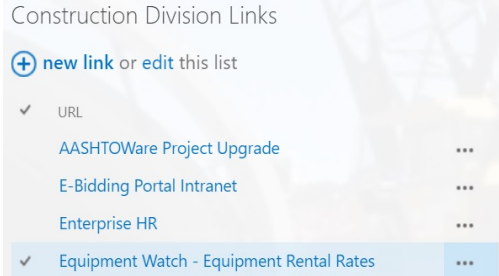 Construction Division Links
new link or edit this list
URL
AASHTOWare Project Upgrade
E-Bidding Portal Intranet
Enterprise HR
Equipment Watch - Equipment Rental Rates